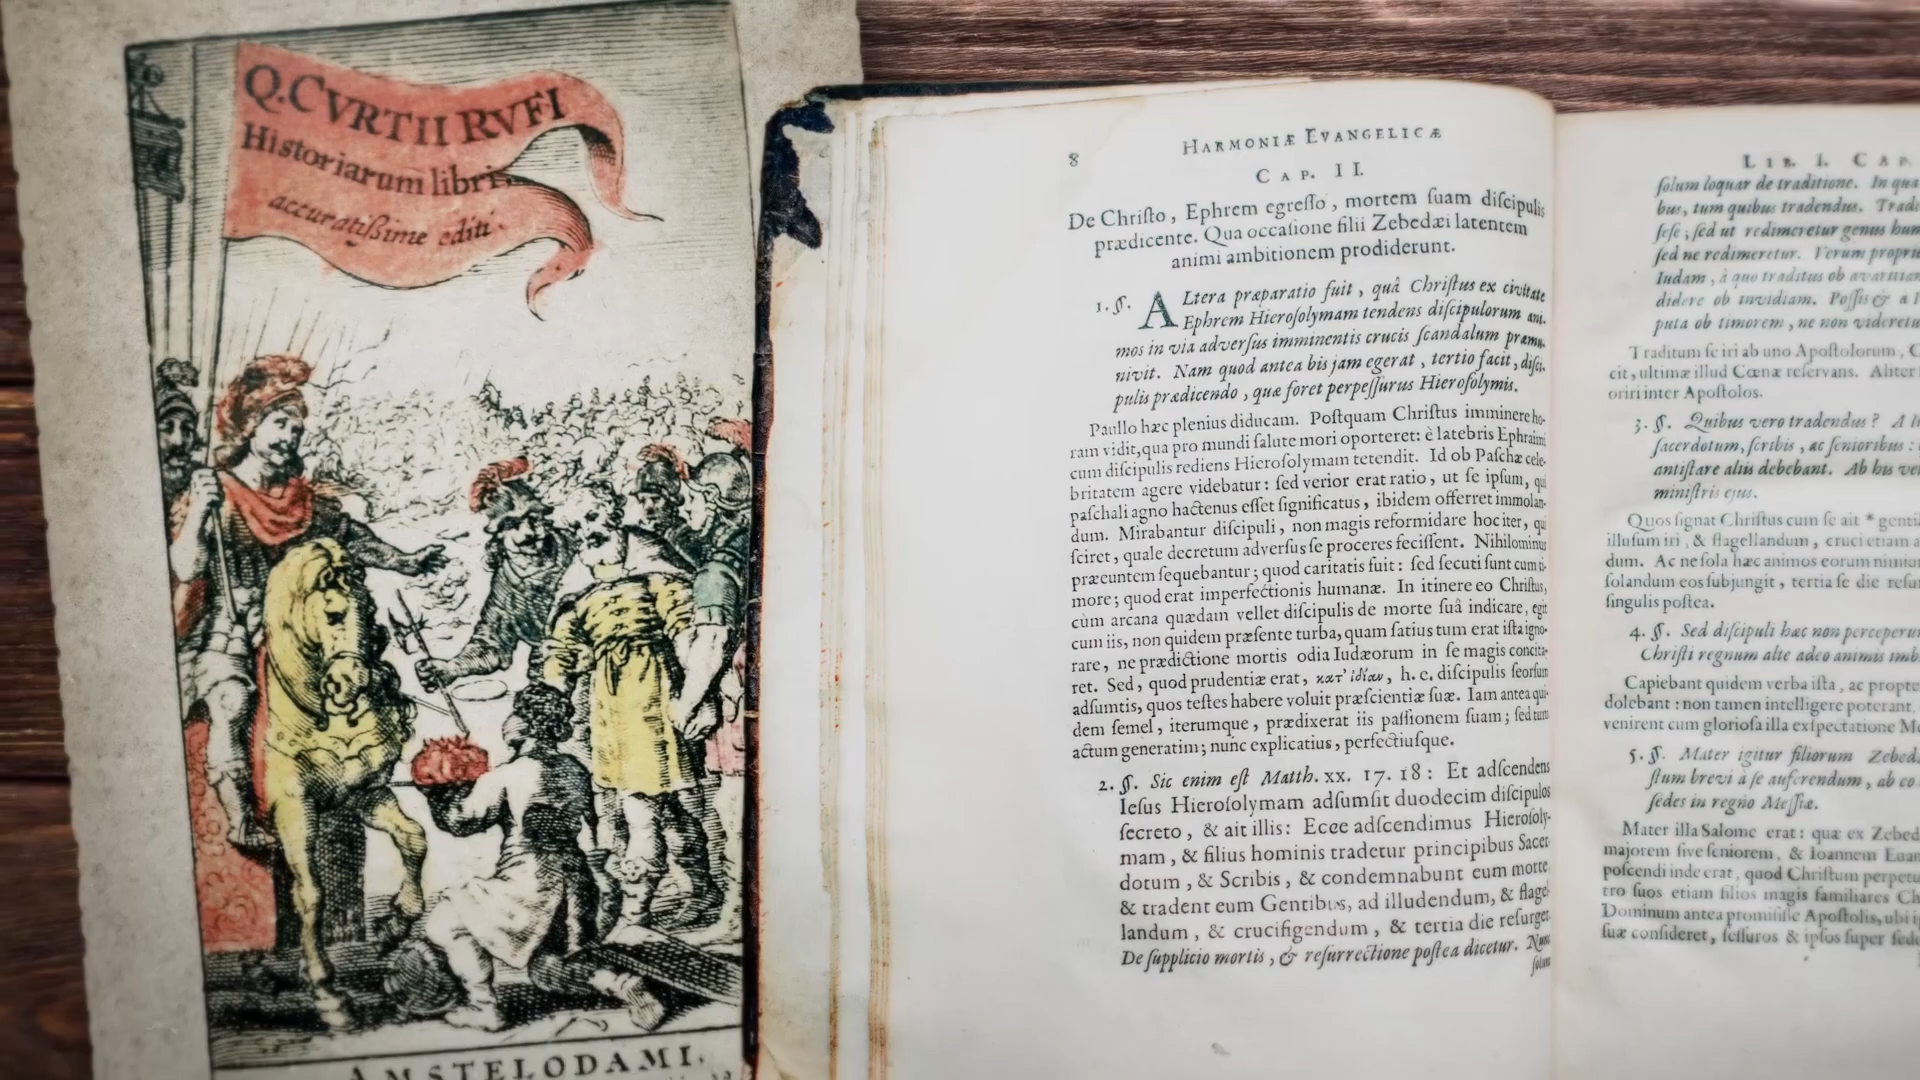 Q. CVRTII RVFI
Historiarum libri,
accuratißime editi.
AMSTELODAMI,
8
HARMONIÆ EVANGELICÆ
CAP. II.
De Chriſto, Ephrem egreſſo, mortem ſuam diſcipulis
prædicente. Qua occaſione filii Zebedæi latentem
animi ambitionem prodiderunt.
1. §. ALtera præparatio fuit, quâ Chriſtus ex civitate
Ephrem Hieroſolymam tendens diſcipulorum ani-
mos in via adverſus imminentis crucis ſcandalum præmu-
nivit. Nam quod antea bis jam egerat, tertio facit, diſci-
pulis prædicendo, quæ foret perpeſſurus Hieroſolymis.
Paullo hæc plenius diducam. Poſtquam Chriſtus imminere ho-
ram vidit, qua pro mundi ſalute mori oporteret: è latebris Ephraimi
cum diſcipulis rediens Hieroſolymam tetendit. Id ob Paſchæ cele-
britatem agere videbatur: ſed verior erat ratio, ut ſe ipſum, qui
paſchali agno hactenus eſſet ſignificatus, ibidem offerret immolan-
dum. Mirabantur diſcipuli, non magis reformidare hoc iter, qui
ſciret, quale decretum adverſus ſe proceres feciſſent. Nihilominus
præeuntem ſequebantur; quod caritatis fuit: ſed ſecuti ſunt cum ti-
more; quod erat imperfectionis humanæ. In itinere eo Chriſtus,
cùm arcana quædam vellet diſcipulis de morte ſuâ indicare, egit
cum iis, non quidem præſente turba, quam ſatius tum erat iſta igno-
rare, ne prædictione mortis odia Iudæorum in ſe magis concita-
ret. Sed, quod prudentiæ erat, κατ' ἰδίαν, h. e. diſcipulis ſeorſum
adſumtis, quos teſtes habere voluit præſcientiæ ſuæ. Iam antea qui-
dem ſemel, iterumque, prædixerat iis paſſionem ſuam; ſed tum
actum generatim; nunc explicatius, perfectiuſque.
2. §. Sic enim eſt Matth. XX. 17. 18: Et adſcendens
Ieſus Hieroſolymam adſumſit duodecim diſcipulos
ſecreto, & ait illis: Ecce adſcendimus Hieroſoly-
mam, & filius hominis tradetur principibus Sacer-
dotum, & Scribis, & condemnabunt eum morte,
& tradent eum Gentibus, ad illudendum, & flagel-
landum, & crucifigendum, & tertia die reſurget.
De ſupplicio mortis, & reſurrectione poſtea dicetur. Nunc
ſolum
LIB. I. CAP.
ſolum loquar de traditione. In qua
bus, tum quibus tradendus.
ſeſe; ſed ut redimeretur genus hum
ſed ne redimeretur. Verum propri
Iudam, à quo traditus ob avaritiam
didere ob invidiam. Poſſis & à
puta ob timorem, ne non videretu
Traditum ſe iri ab uno Apoſtolorum,
cit, ultimæ illud Cœnæ reſervans. Aliter
oriri inter Apoſtolos.
3. §. Quibus vero tradendus?
ſacerdotum, ſcribis, ac ſenioribus:
antiſtare aliis debebant. Ab his
miniſtris ejus.
Quos ſignat Chriſtus cum ſe ait * genti
illuſum iri, & flagellandum, cruci etiam
dum. Ac ne ſola hæc animos eorum nimiu
ſolandum eos ſubjungit, tertia ſe die reſu
ſingulis poſtea.
4. §. Sed diſcipuli hæc non perceperu
Chriſti regnum alte adeo animis imb
Capiebant quidem verba iſta, ac propte
dolebant: non tamen intelligere poterant,
venirent cum glorioſa illa exſpectatione Me
5. §. Mater igitur filiorum Zebed
ſtum brevi à ſe auferendum, ab eo
ſedes in regno Meſſiæ.
Mater illa Salome erat: quæ ex Zebed
majorem ſive ſeniorem, & Ioannem Euan
poſcendi inde erat, quod Chriſtum perpetu
tro ſuos etiam filios magis familiares Ch
Dominum antea promiſiſſe Apoſtolis, ubi
ſuæ conſideret, ſeſſuros & ipſos ſuper ſede